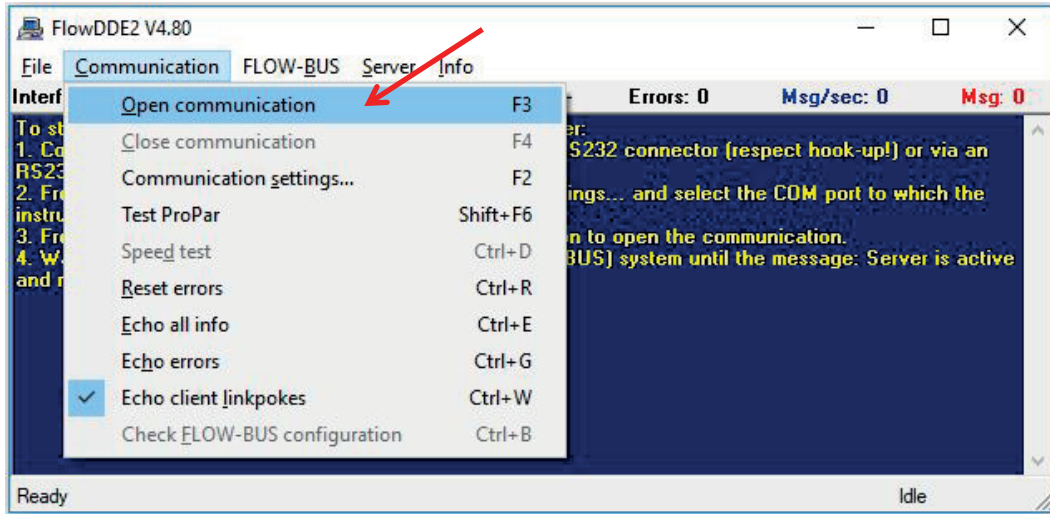 FlowDDE2 V4.80
File Communication FLOW-BUS Server Info
Interf Errors: 0 Msg/sec: 0 Msg: 0
Open communication F3
Close communication F4
Communication settings... F2
Test ProPar Shift+F6
Speed test Ctrl+D
Reset errors Ctrl+R
Echo all info Ctrl+E
Echo errors Ctrl+G
Echo client linkpokes Ctrl+W
Check FLOW-BUS configuration Ctrl+B
To st er:
1. Co S232 connector (respect hook-up!) or via an
RS23
2. Fro ings... and select the COM port to which the
instru
3. Fro n to open the communication.
4. W BUS) system until the message: Server is active
and r
Ready Idle